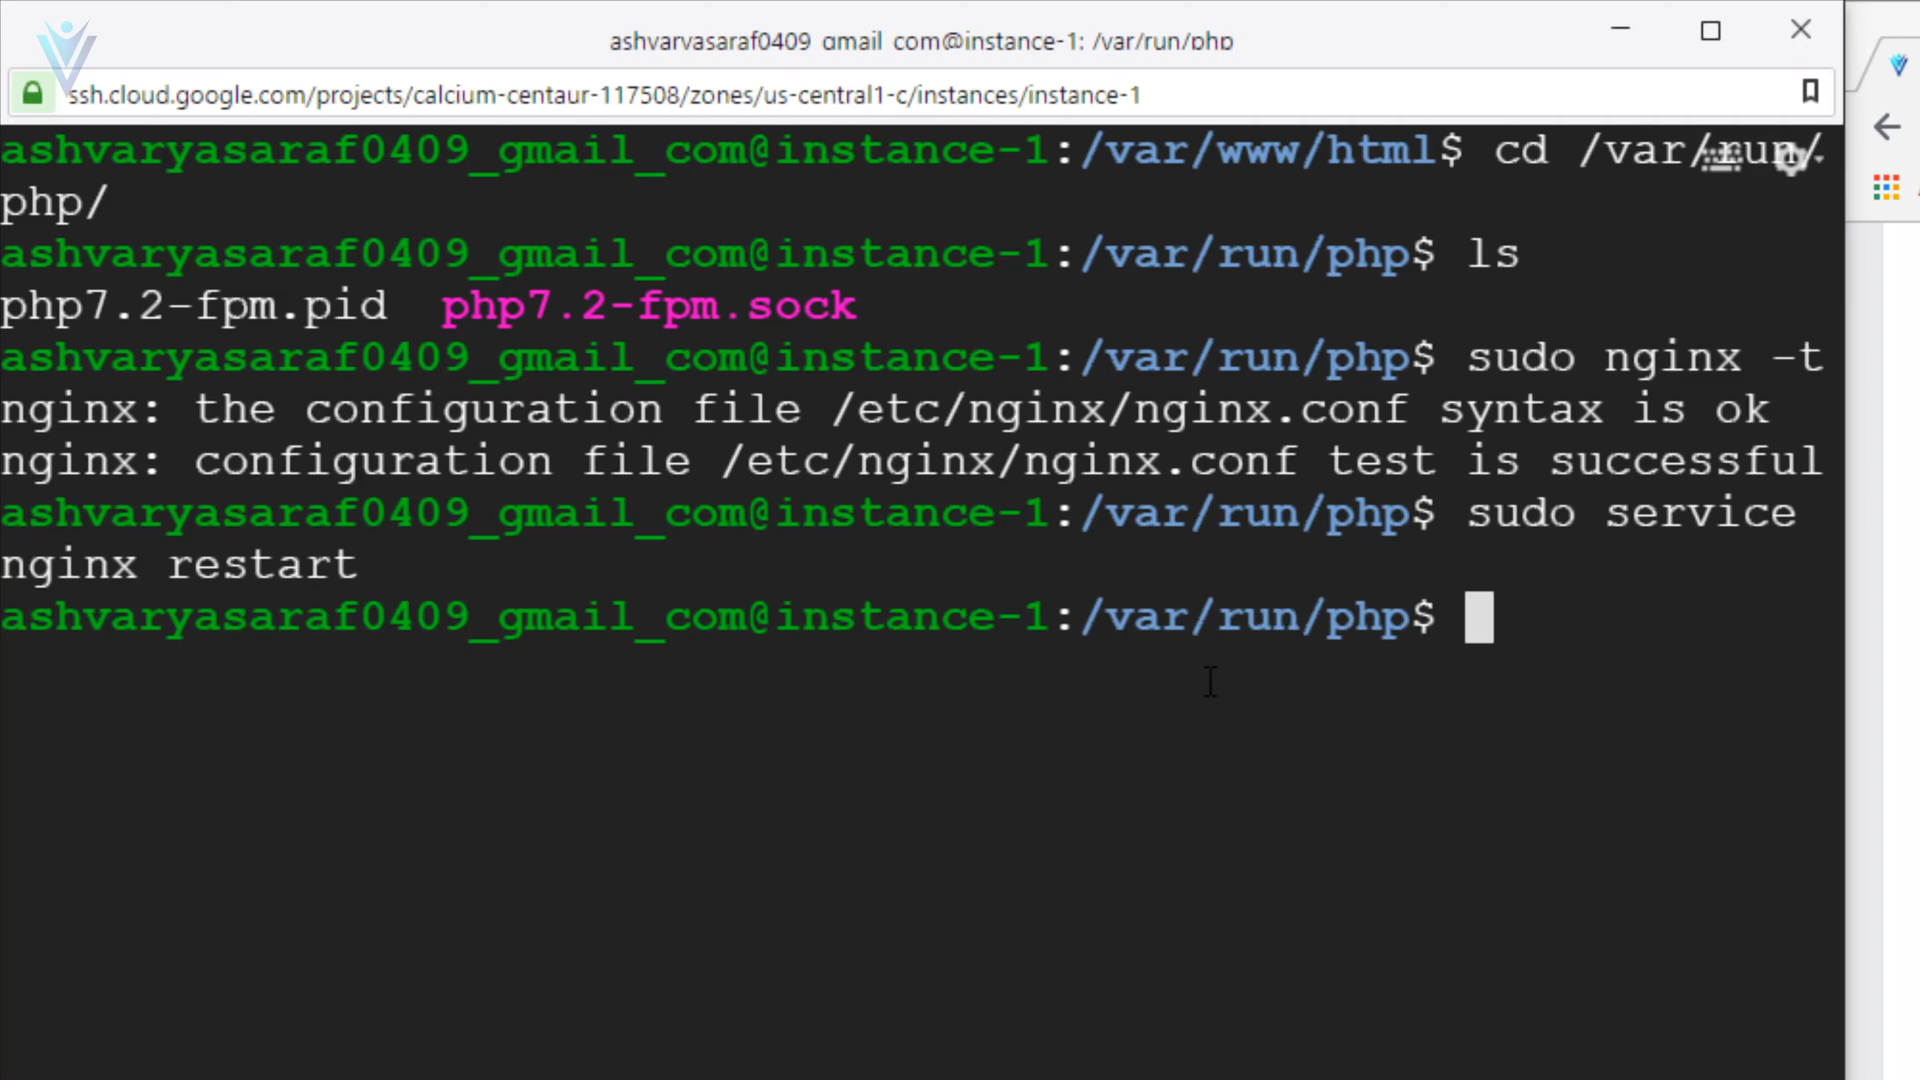 ashvaryasaraf0409_gmail_com@instance-1: /var/run/php
ssh.cloud.google.com/projects/calcium-centaur-117508/zones/us-central1-c/instances/instance-1
ashvaryasaraf0409_gmail_com@instance-1:/var/www/html$ cd /var/run/
php/
ashvaryasaraf0409_gmail_com@instance-1:/var/run/php$ ls
php7.2-fpm.pid php7.2-fpm.sock
ashvaryasaraf0409_gmail_com@instance-1:/var/run/php$ sudo nginx -t
nginx: the configuration file /etc/nginx/nginx.conf syntax is ok
nginx: configuration file /etc/nginx/nginx.conf test is successful
ashvaryasaraf0409_gmail_com@instance-1:/var/run/php$ sudo service
nginx restart
ashvaryasaraf0409_gmail_com@instance-1:/var/run/php$